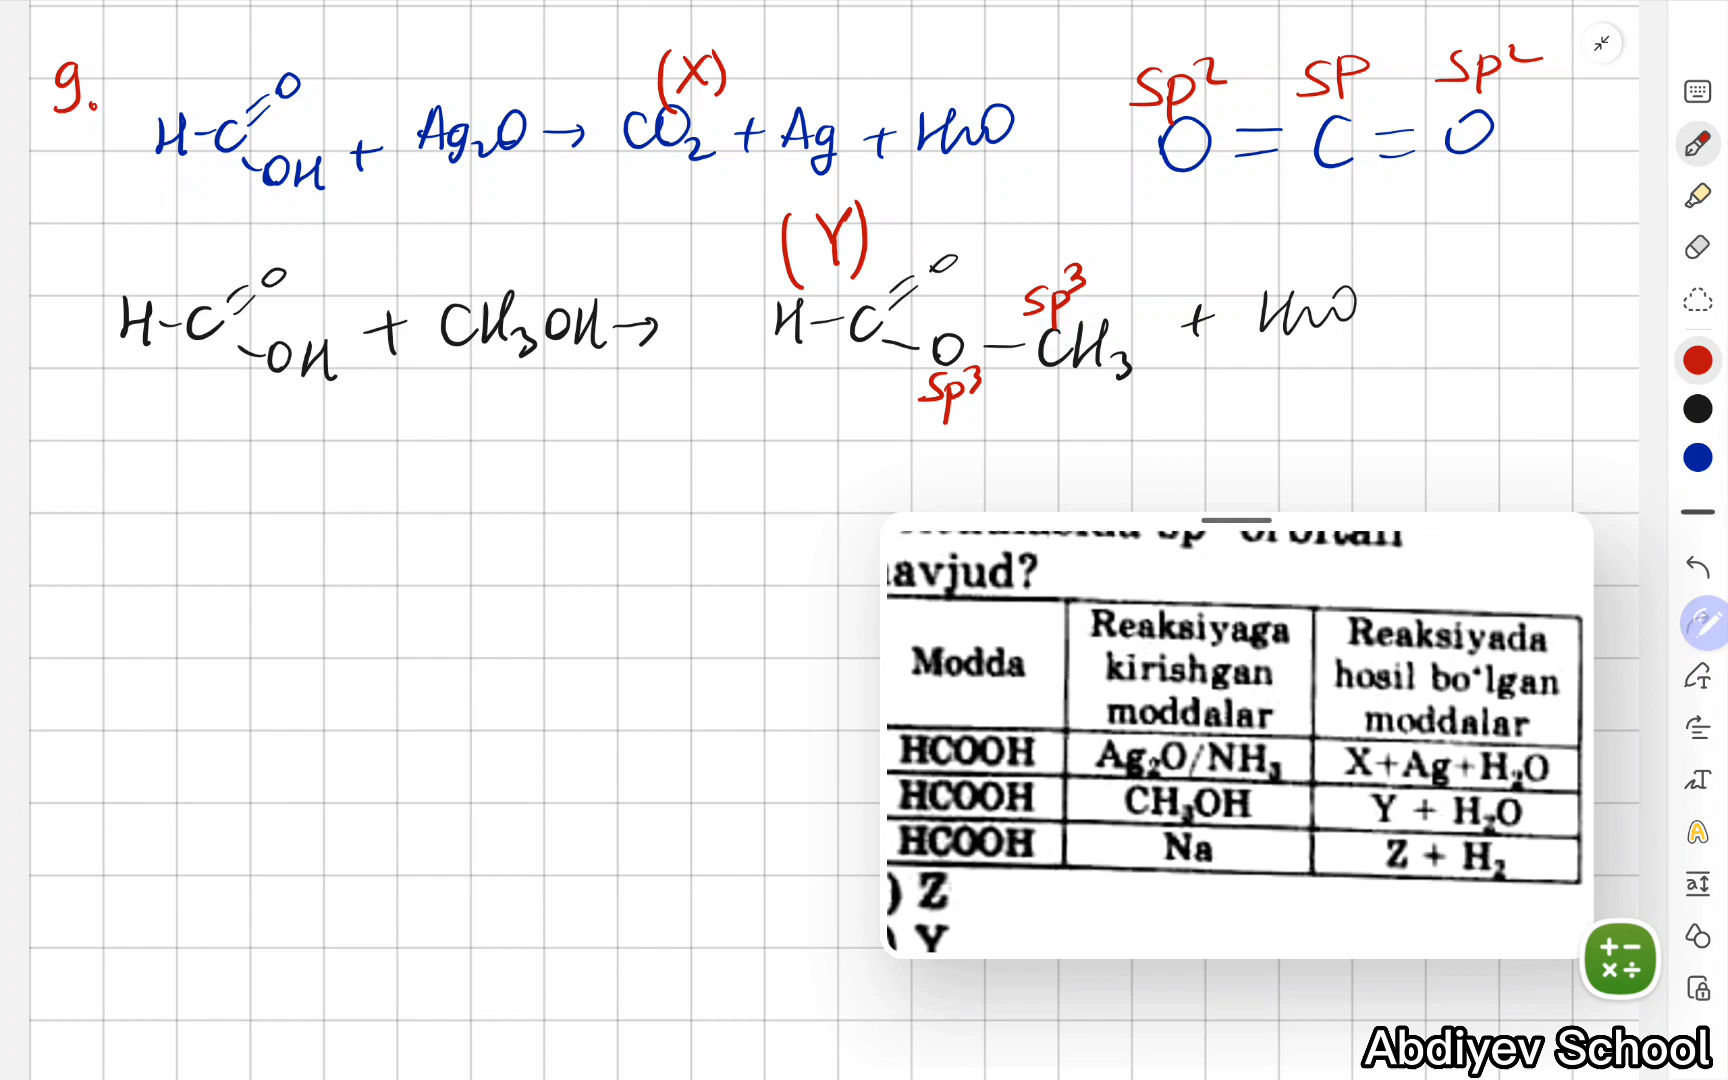 9.
(X)
sp² sp sp²
H-C=O OH + Ag₂O → CO₂ + Ag + H₂O
O = C = O
(Y)
H-C=O -OH + CH₃OH → H-C=O -O-CH₃ + H₂O
sp³
sp³
avjud?
Modda Reaksiyaga kirishgan moddalar Reaksiyada hosil bo'lgan moddalar
HCOOH Ag₂O/NH₃ X+Ag+H₂O
HCOOH CH₃OH Y + H₂O
HCOOH Na Z + H₂
) Z
) Y
Abdiyev School